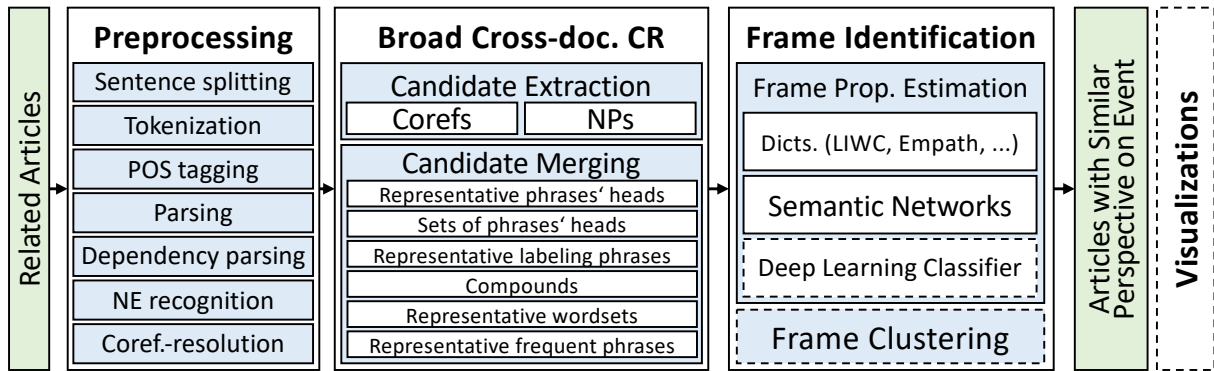 Related Articles
Preprocessing
Sentence splitting
Tokenization
POS tagging
Parsing
Dependency parsing
NE recognition
Coref.-resolution
Broad Cross-doc. CR
Candidate Extraction
Corefs
NPs
Candidate Merging
Representative phrases‘ heads
Sets of phrases‘ heads
Representative labeling phrases
Compounds
Representative wordsets
Representative frequent phrases
Frame Identification
Frame Prop. Estimation
Dicts. (LIWC, Empath, ...)
Semantic Networks
Deep Learning Classifier
Frame Clustering
Articles with Similar
Perspective on Event
Visualizations